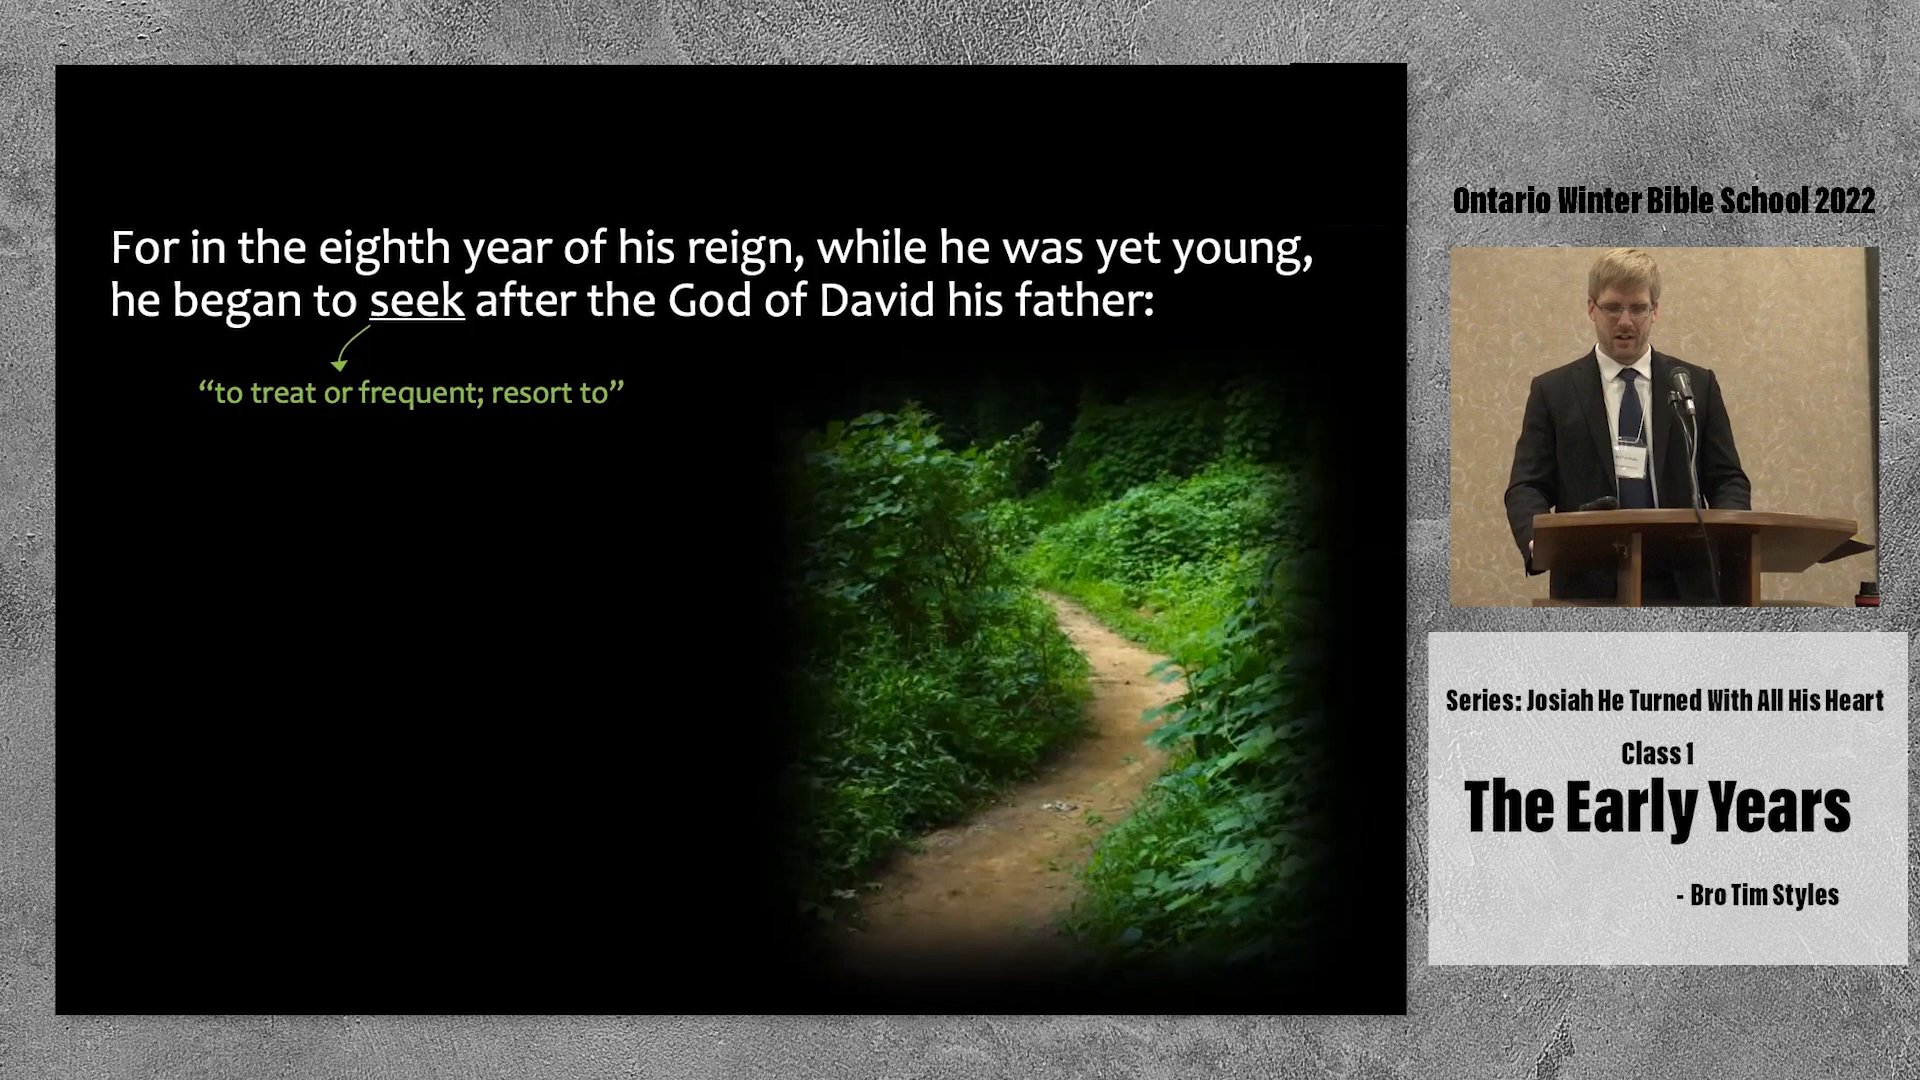 For in the eighth year of his reign, while he was yet young,
he began to seek after the God of David his father:
“to treat or frequent; resort to”
Ontario Winter Bible School 2022
Series: Josiah He Turned With All His Heart
Class 1
The Early Years
- Bro Tim Styles